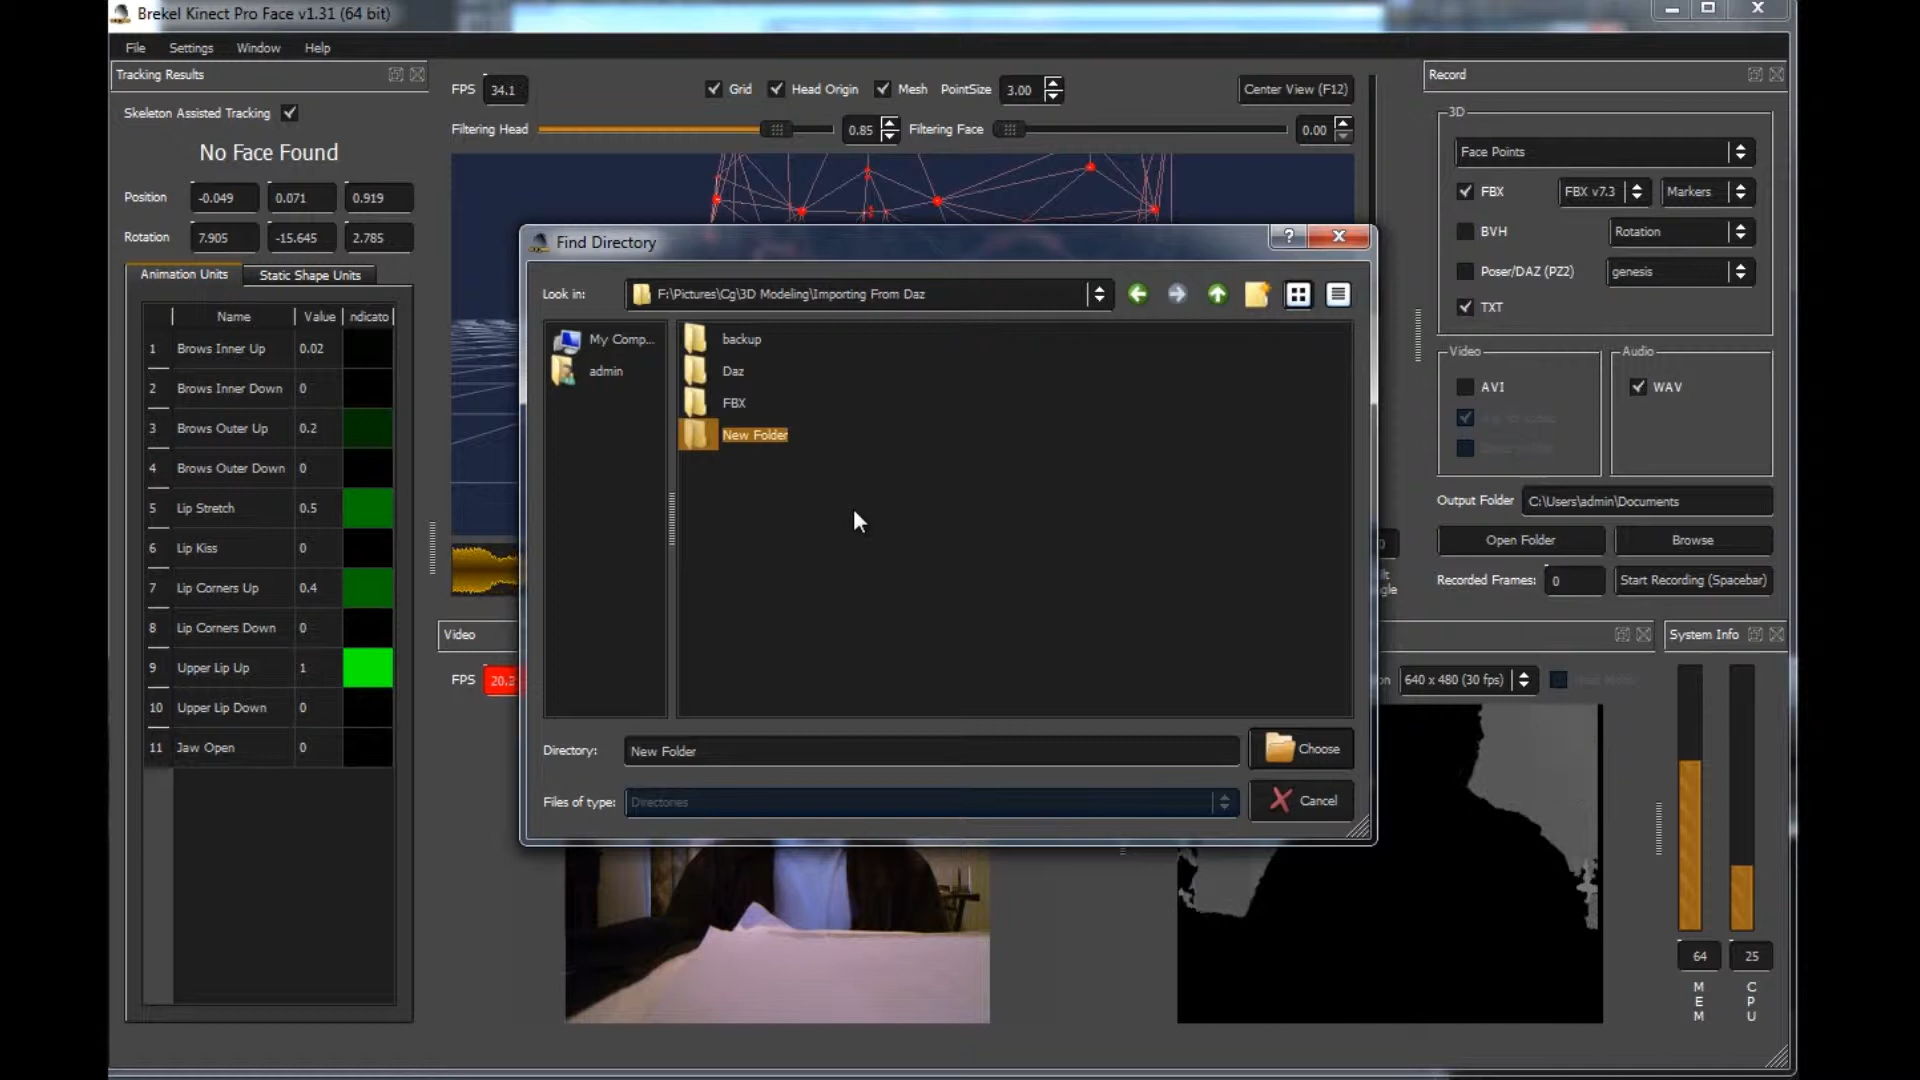 Brekel Kinect Pro Face v1.31 (64 bit)
File Settings Window Help
Tracking Results
Skeleton Assisted Tracking
No Face Found
Position -0.049 0.071 0.919
Rotation 7.905 -15.645 2.785
Animation Units Static Shape Units
Name Value ndicato
1 Brows Inner Up 0.02
2 Brows Inner Down 0
3 Brows Outer Up 0.2
4 Brows Outer Down 0
5 Lip Stretch 0.5
6 Lip Kiss 0
7 Lip Corners Up 0.4
8 Lip Corners Down 0
9 Upper Lip Up 1
10 Upper Lip Down 0
11 Jaw Open 0
FPS 34.1 Grid Head Origin Mesh PointSize 3.00 Center View (F12)
Filtering Head 0.85 Filtering Face 0.00
Find Directory
?
Look in: F:\Pictures\Cg\3D Modeling\Importing From Daz
My Comp...
admin
backup
Daz
FBX
New Folder
Directory: New Folder Choose
Files of type: Directories Cancel
Video
FPS 20.3
640 x 480 (30 fps)
Record
3D
Face Points
FBX FBX v7.3 Markers
BVH Rotation
Poser/DAZ (PZ2) genesis
TXT
Video Audio
AVI WAV
Output Folder C:\Users\admin\Documents
Open Folder Browse
Recorded Frames: 0 Start Recording (Spacebar)
System Info
64 25
MEM CPU